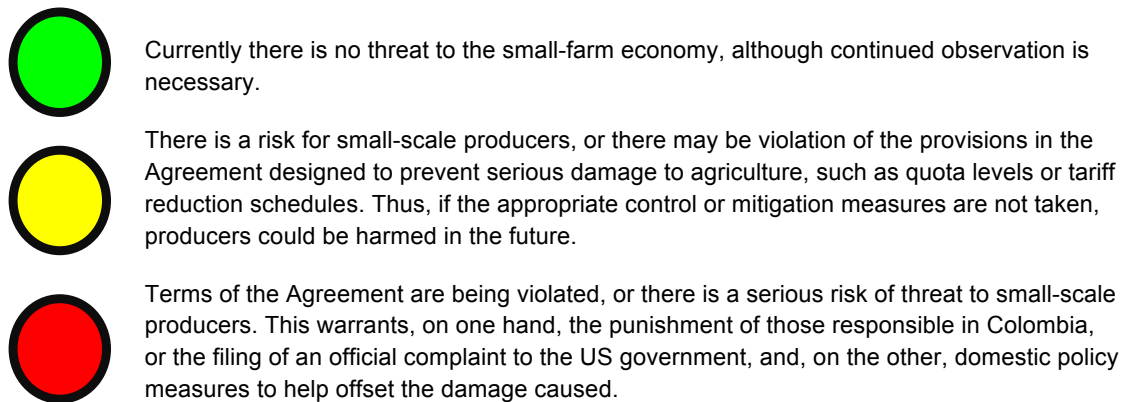 Currently there is no threat to the small-farm economy, although continued observation is
necessary.
There is a risk for small-scale producers, or there may be violation of the provisions in the
Agreement designed to prevent serious damage to agriculture, such as quota levels or tariff
reduction schedules. Thus, if the appropriate control or mitigation measures are not taken,
producers could be harmed in the future.
Terms of the Agreement are being violated, or there is a serious risk of threat to small-scale
producers. This warrants, on one hand, the punishment of those responsible in Colombia,
or the filing of an official complaint to the US government, and, on the other, domestic policy
measures to help offset the damage caused.